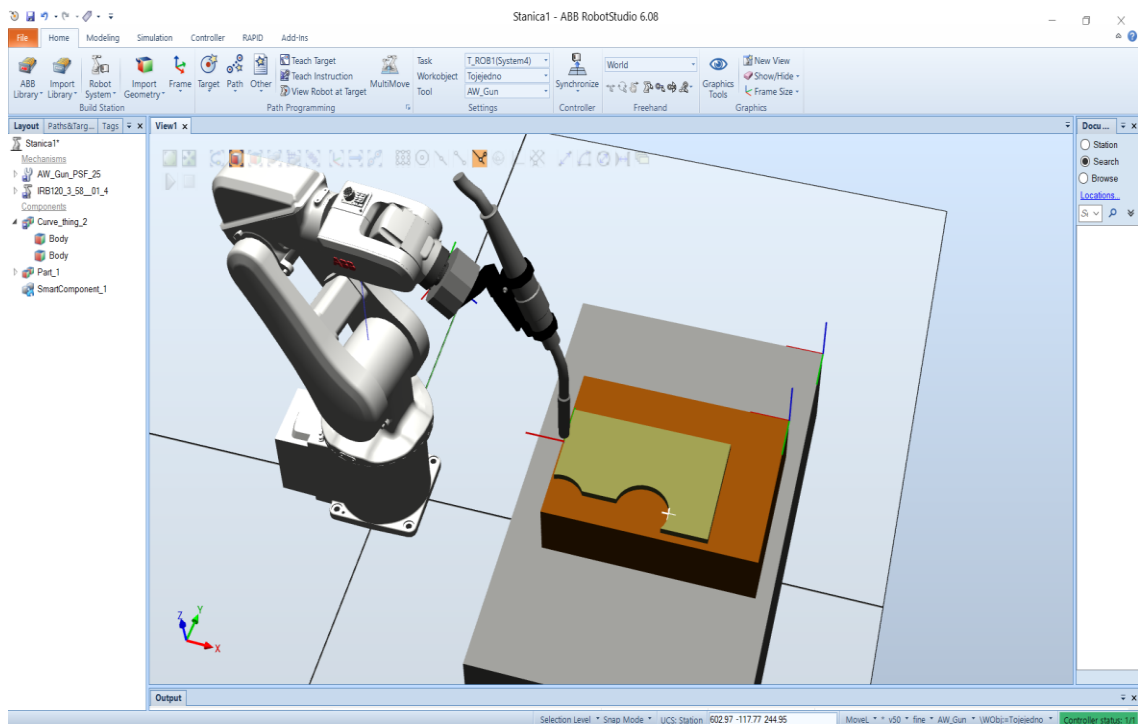 Stanica1 - ABB RobotStudio 6.08
File Home Modeling Simulation Controller RAPID Add-Ins
ABB Library
Import Library
Robot System
Import Geometry
Frame
Build Station
Target
Path
Other
Teach Target
Teach Instruction
View Robot at Target
MultiMove
Path Programming
Task T_ROB1(System4)
Workobject Tojejedno
Tool AW_Gun
Settings
Synchronize
Controller
World
Freehand
Graphics Tools
New View
Show/Hide
Frame Size
Graphics
Layout Paths&Targ... Tags
View1
Stanica1*
Mechanisms
AW_Gun_PSF_25
IRB120_3_58__01_4
Components
Curve_thing_2
Body
Body
Part_1
SmartComponent_1
ABB
Z Y X
Docu ...
Station
Search
Browse
Locations...
Output
Selection Level Snap Mode UCS: Station 602.97 -117.77 244.95 MoveL * v50 fine AW_Gun \WObj:=Tojejedno Controller status: